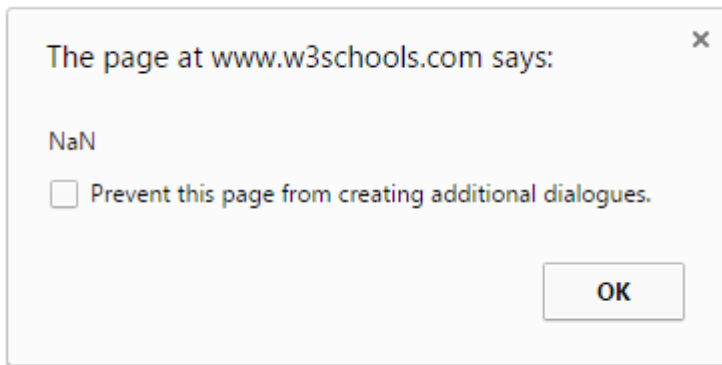 The page at www.w3schools.com says:
NaN
Prevent this page from creating additional dialogues.
OK